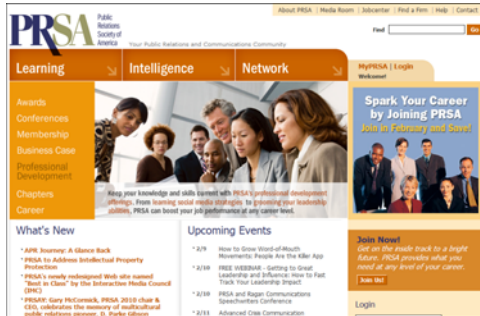 About PRSA | Media Room | Jobcenter | Find a Firm | Help | Contact
PRSA
Public
Relations
Society of
America
Your Public Relations and Communications Community
Find
Go
Learning
Intelligence
Network
MyPRSA | Login
Welcome!
Awards
Conferences
Membership
Business Case
Professional
Development
Chapters
Career
Keep your knowledge and skills current with PRSA's professional development
offerings. From learning social media strategies to grooming your leadership
abilities, PRSA can boost your job performance at any career level.
Spark Your Career
by Joining PRSA
Join in February and Save!
What's New
APR Journey: A Glance Back
PRSA to Address Intellectual Property
Protection
PRSA's newly redesigned Web site named
"Best in Class" by the Interactive Media Council
(IMC)
PRSAY: Gary McCormick, PRSA 2010 chair &
CEO, celebrates the memory of multicultural
public relations pioneer, D. Parke Gibson
Upcoming Events
2/9 How to Grow Word-of-Mouth
Movements: People Are the Killer App
2/10 FREE WEBINAR - Getting to Great
Leadership and Influence: How to Fast
Track Your Leadership Impact
2/10 PRSA and Ragan Communications
Speechwriters Conference
2/11 Advanced Crisis Communication
Join Now!
Get on the inside track to a bright
future. PRSA provides what you
need at any level of your career.
Join Us!
Login